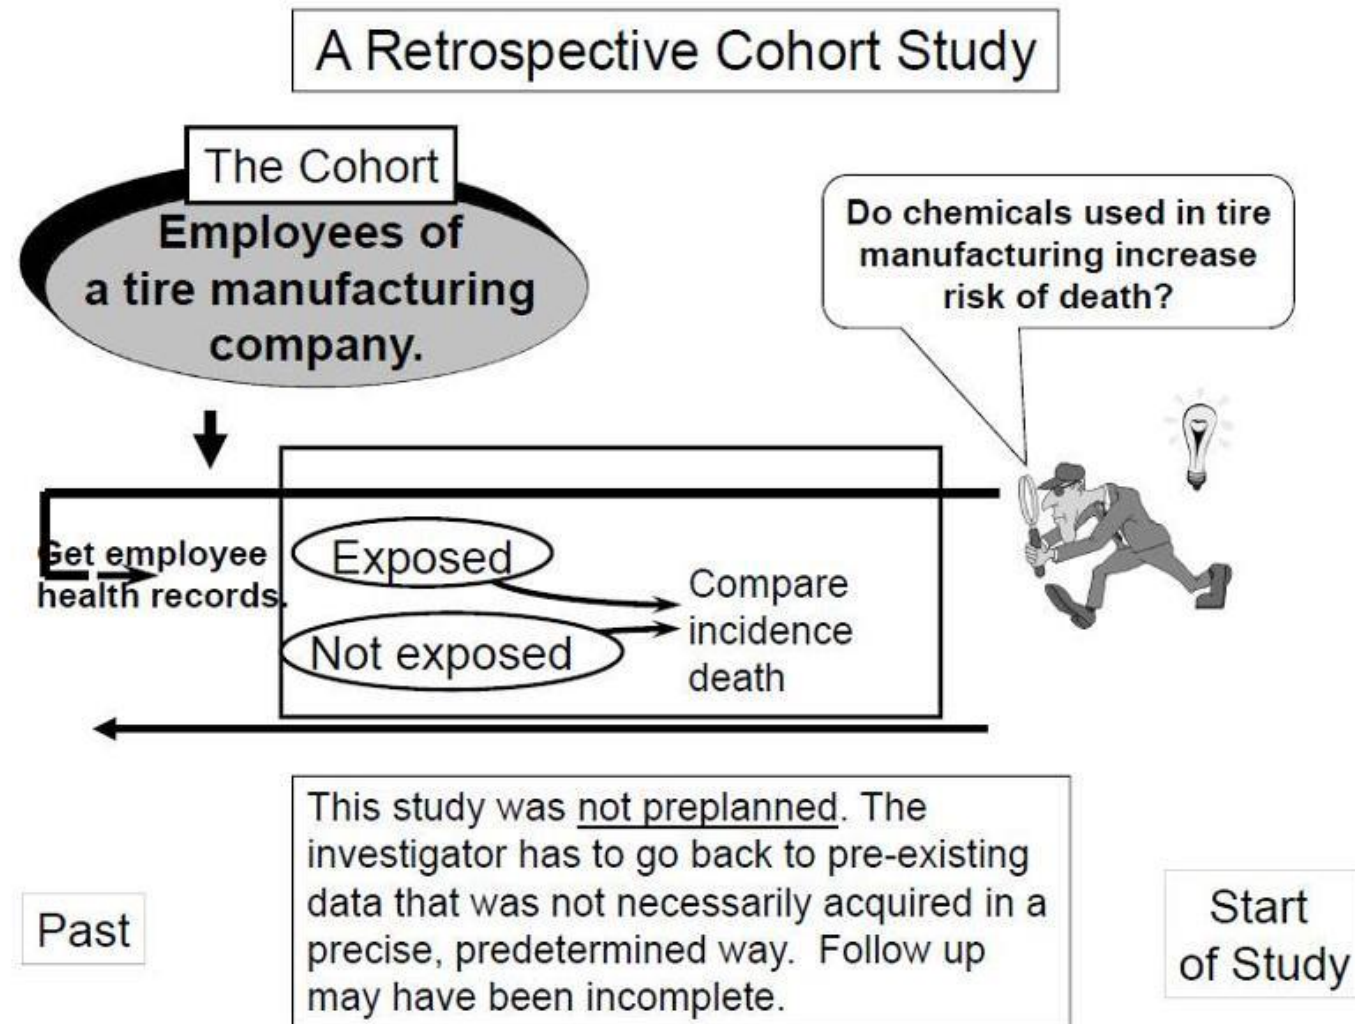 A Retrospective Cohort Study
The Cohort
Employees of
a tire manufacturing
company.
Do chemicals used in tire
manufacturing increase
risk of death?
Get employee
health records.
Exposed
Not exposed
Compare
incidence
death
This study was not preplanned. The
investigator has to go back to pre-existing
data that was not necessarily acquired in a
precise, predetermined way.  Follow up
may have been incomplete.
Past
Start
of Study